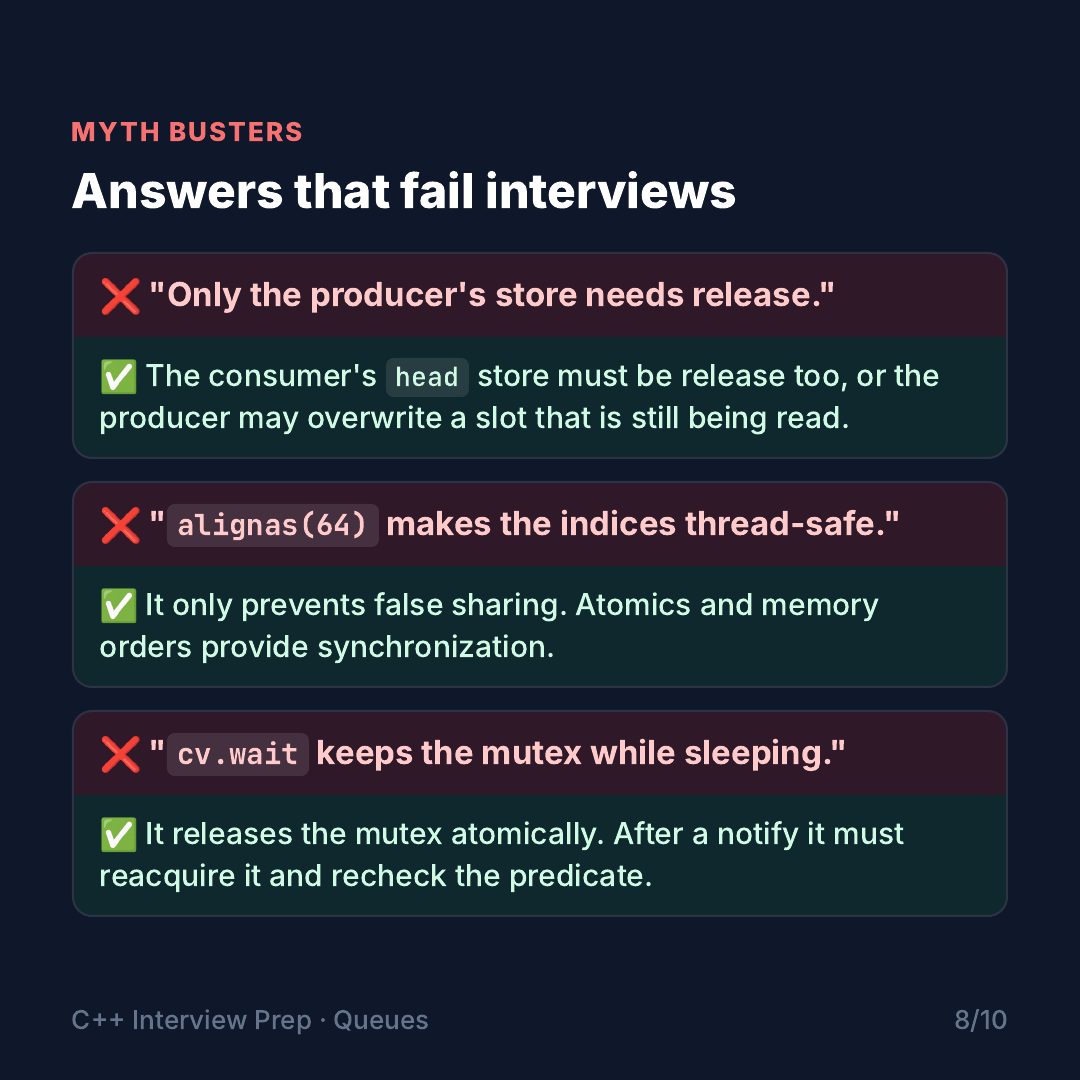 MYTH BUSTERS
Answers that fail interviews
❌ "Only the producer's store needs release."
✅ The consumer's head store must be release too, or the
producer may overwrite a slot that is still being read.
❌ "alignas(64) makes the indices thread-safe."
✅ It only prevents false sharing. Atomics and memory
orders provide synchronization.
❌ "cv.wait keeps the mutex while sleeping."
✅ It releases the mutex atomically. After a notify it must
reacquire it and recheck the predicate.
C++ Interview Prep · Queues
8/10